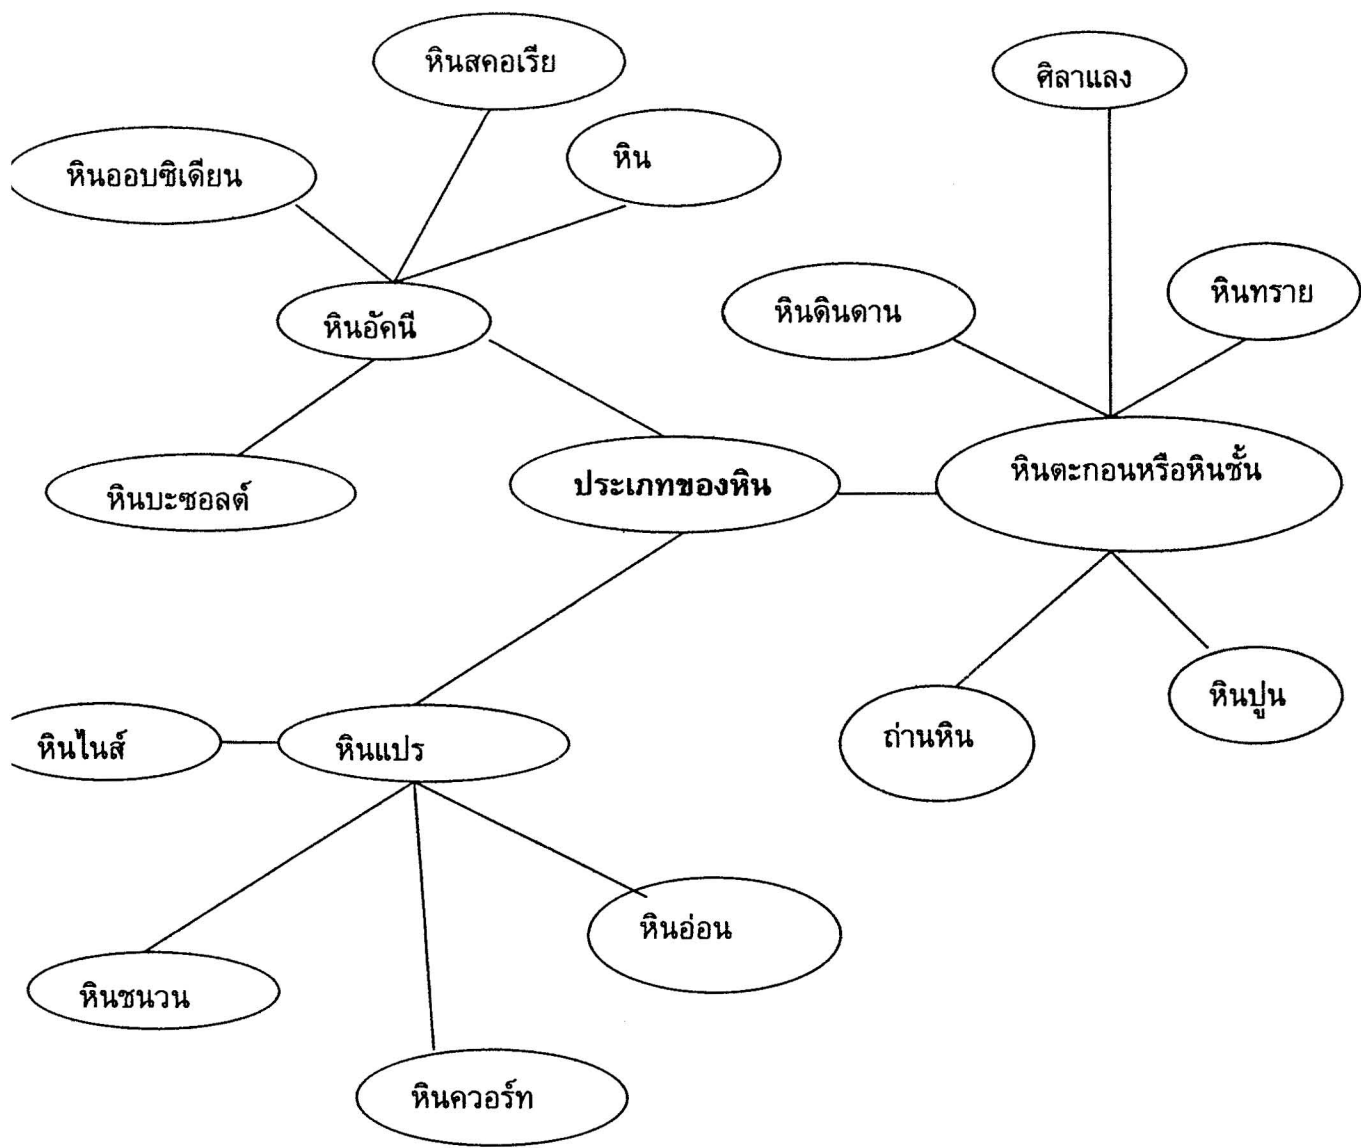 หินสคอเรีย
ศิลาแลง
หิน
หินออบซิเดียน
หินทราย
หินดินดาน
หินอัคนี
หินตะกอนหรือหินชั้น
ประเภทของหิน
หินบะซอลต์
หินปูน
ถ่านหิน
หินไนส์
หินแปร
หินอ่อน
หินชนวน
หินควอร์ท